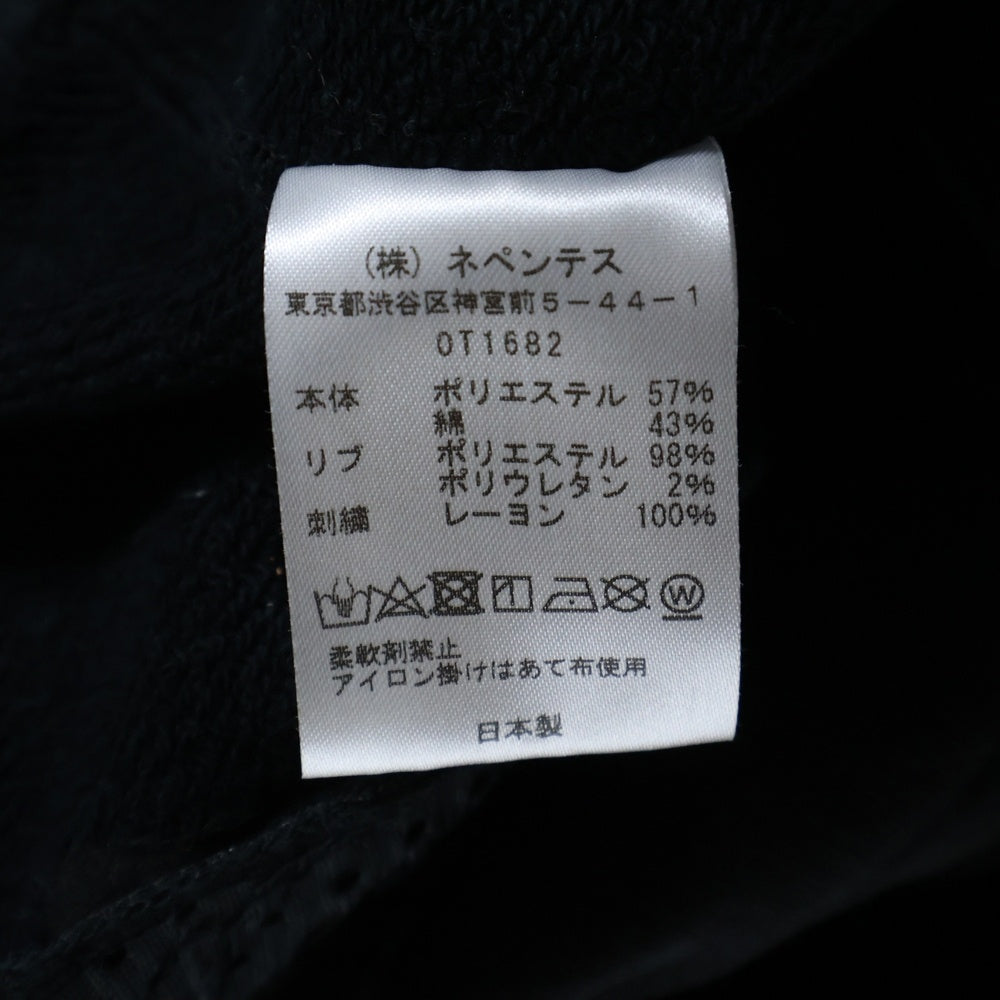 (株) ネペンテス
東京都渋谷区神宮前5-44-1
OT1682
本体 ポリエステル 57%
綿 43%
リブ ポリエステル 98%
ポリウレタン 2%
刺繍 レーヨン 100%
W
柔軟剤禁止
アイロン掛けはあて布使用
日本製